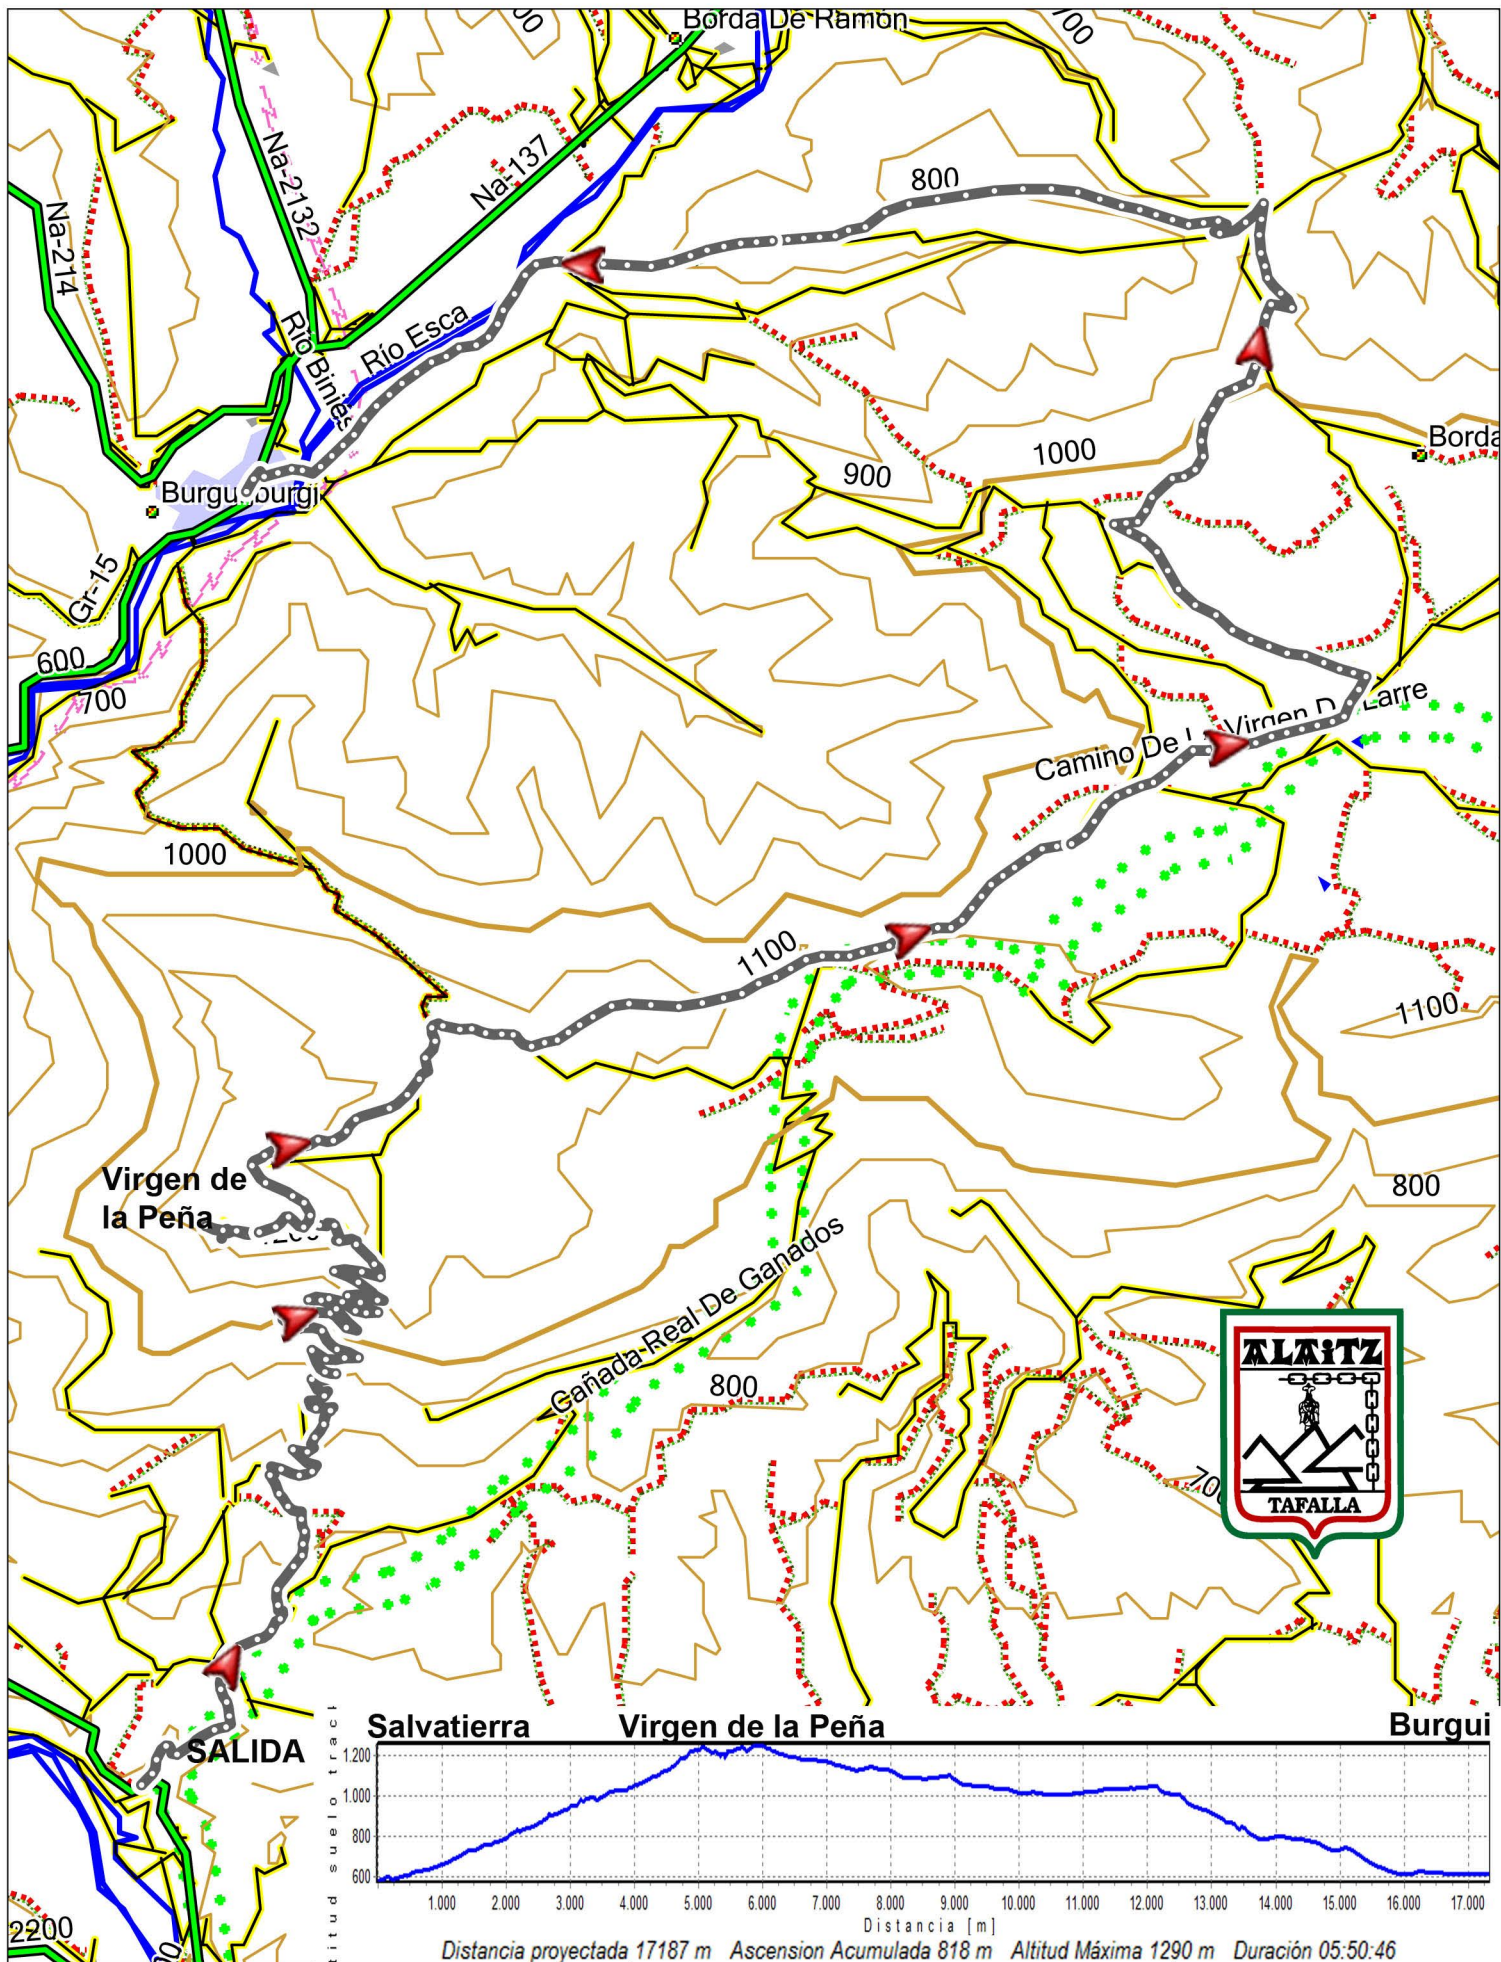 Borda De Ramón
700
Na-2132
Na-137
Na-214
800
Río Esca
Río Biniés
Borda
1000
900
Gr-15
600
700
Camino De La Virgen De Larre
1000
1100
1100
Virgen de
la Peña
800
Cañada Real De Ganados
800
ALAiTZ
TAFALLA
SALIDA
Salvatierra
Virgen de la Peña
Burgui
1.200
1.000
800
600
1.000 2.000 3.000 4.000 5.000 6.000 7.000 8.000 9.000 10.000 11.000 12.000 13.000 14.000 15.000 16.000 17.000
Distancia [m]
2200
Distancia proyectada 17187 m Ascension Acumulada 818 m Altitud Máxima 1290 m Duración 05:50:46